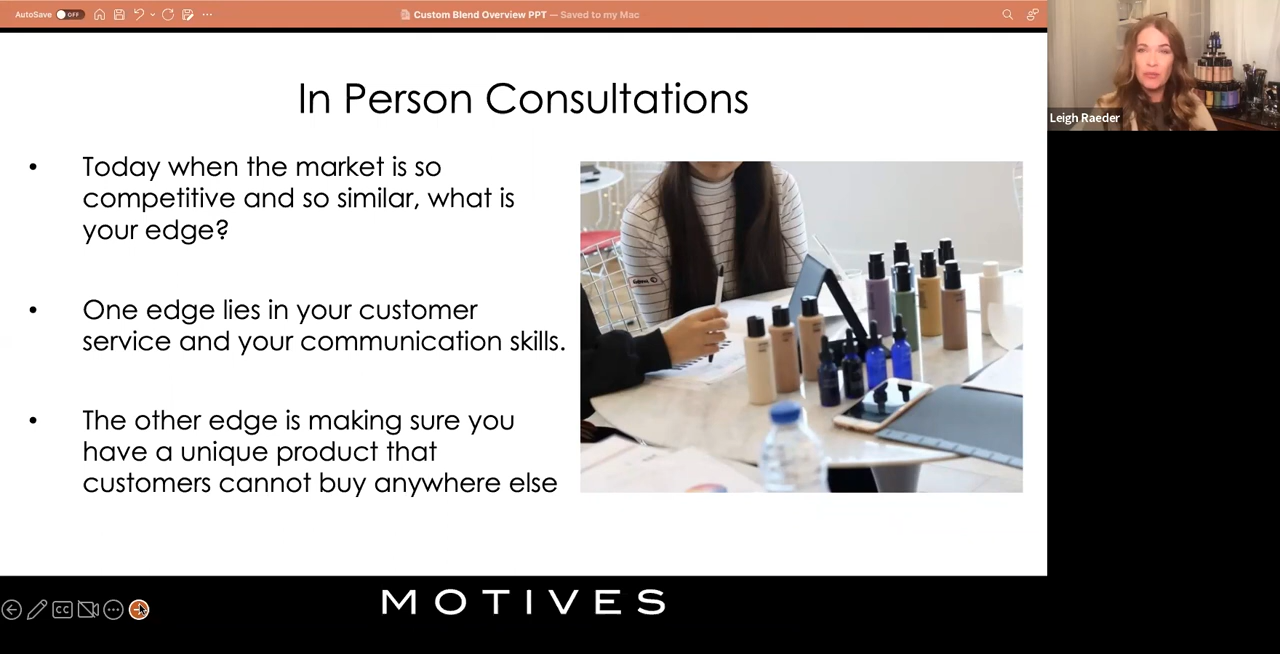 AutoSave
OFF
Custom Blend Overview PPT — Saved to my Mac
Leigh Raeder
In Person Consultations
• Today when the market is so
competitive and so similar, what is
your edge?
• One edge lies in your customer
service and your communication skills.
• The other edge is making sure you
have a unique product that
customers cannot buy anywhere else
CC
MOTIVES